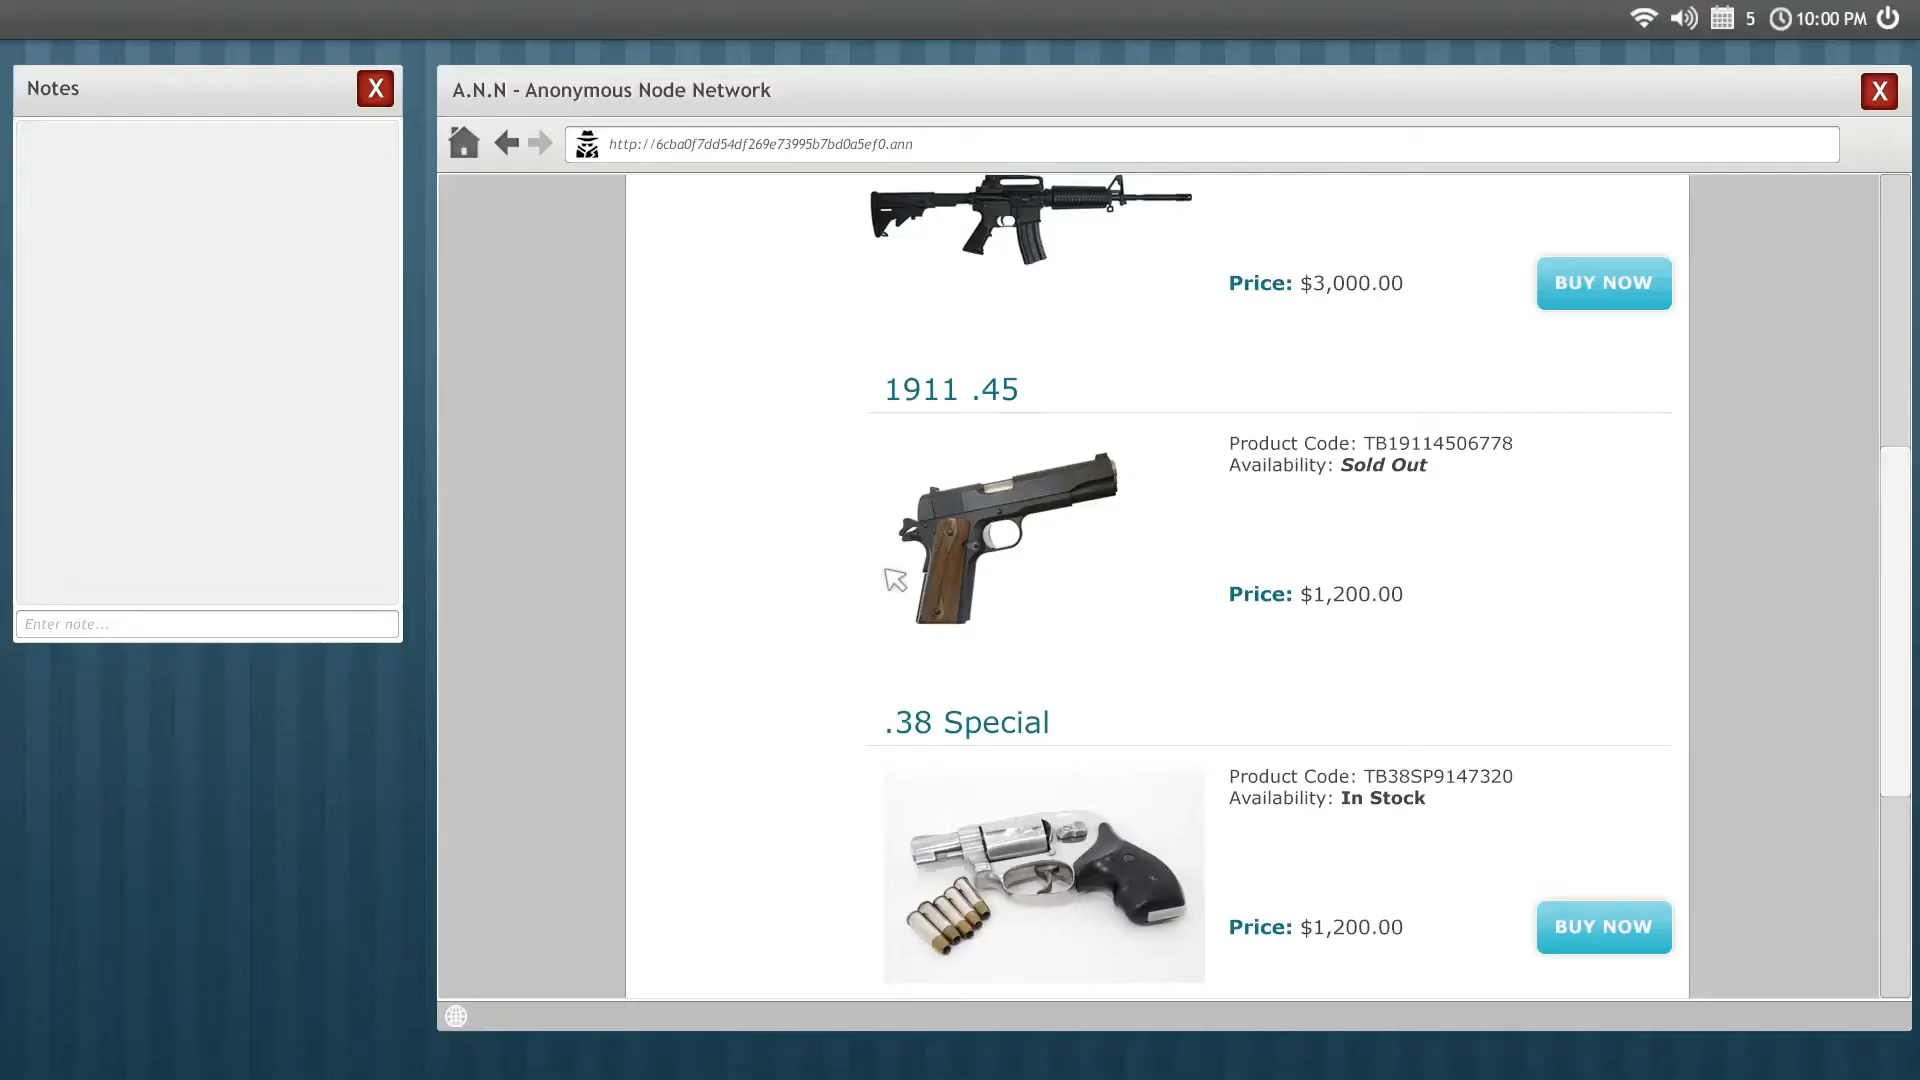 5
10:00 PM
Notes
X
Enter note...
A.N.N - Anonymous Node Network
X
http://6cba0f7dd54df269e73995b7bd0a5ef0.ann
Price: $3,000.00
BUY NOW
1911 .45
Product Code: TB19114506778
Availability: Sold Out
Price: $1,200.00
.38 Special
Product Code: TB38SP9147320
Availability: In Stock
Price: $1,200.00
BUY NOW